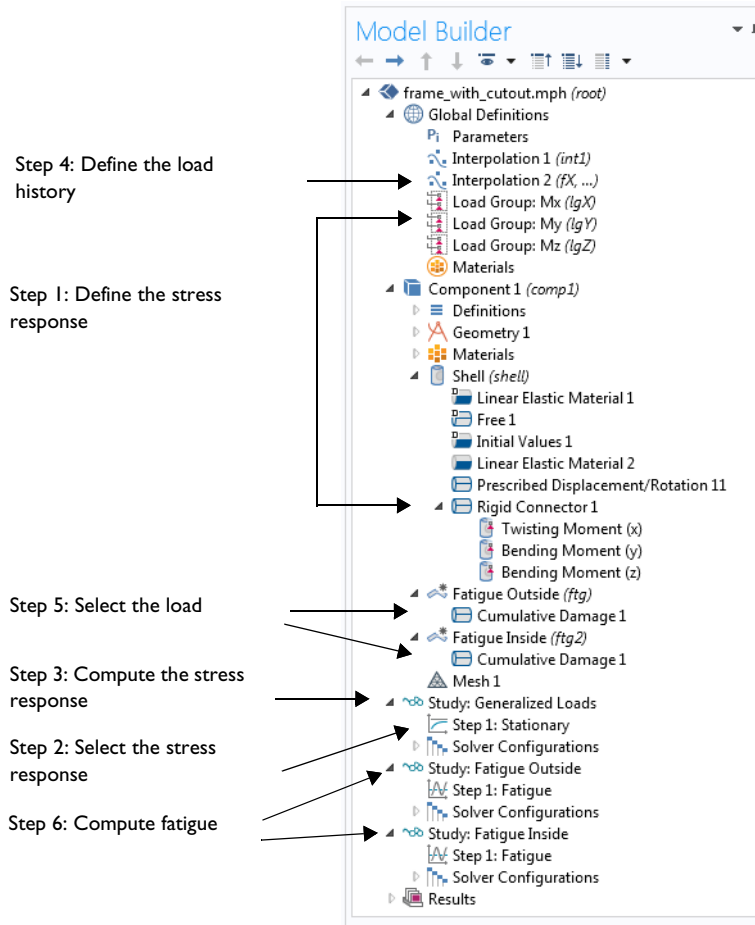 Model Builder
frame_with_cutout.mph (root)
Global Definitions
Pi Parameters
Interpolation 1 (int1)
Step 4: Define the load
history
Interpolation 2 (fX, ...)
Load Group: Mx (lgX)
Load Group: My (lgY)
Load Group: Mz (lgZ)
Materials
Step 1: Define the stress
response
Component 1 (comp1)
Definitions
Geometry 1
Materials
Shell (shell)
Linear Elastic Material 1
Free 1
Initial Values 1
Linear Elastic Material 2
Prescribed Displacement/Rotation 11
Rigid Connector 1
Twisting Moment (x)
Bending Moment (y)
Bending Moment (z)
Fatigue Outside (ftg)
Step 5: Select the load
Cumulative Damage 1
Fatigue Inside (ftg2)
Cumulative Damage 1
Step 3: Compute the stress
response
Mesh 1
Study: Generalized Loads
Step 1: Stationary
Step 2: Select the stress
response
Solver Configurations
Study: Fatigue Outside
Step 1: Fatigue
Step 6: Compute fatigue
Solver Configurations
Study: Fatigue Inside
Step 1: Fatigue
Solver Configurations
Results